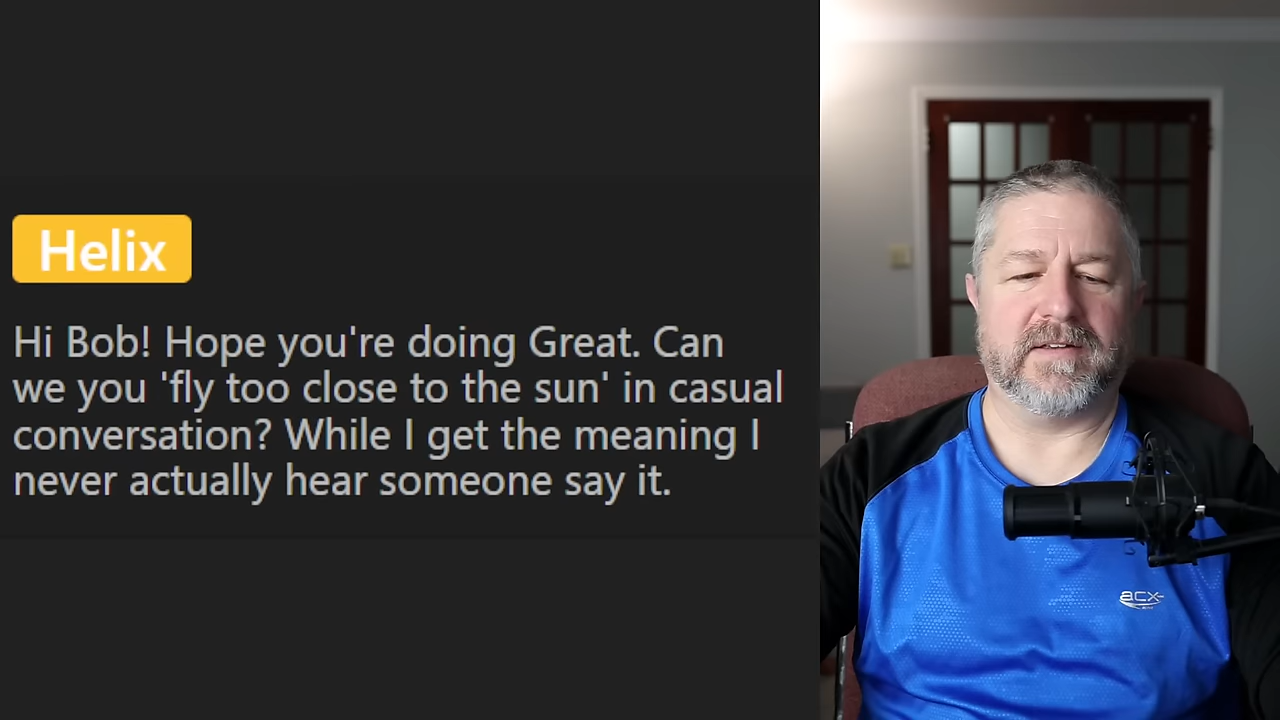 Helix
Hi Bob! Hope you're doing Great. Can
we you 'fly too close to the sun' in casual
conversation? While I get the meaning I
never actually hear someone say it.
acx